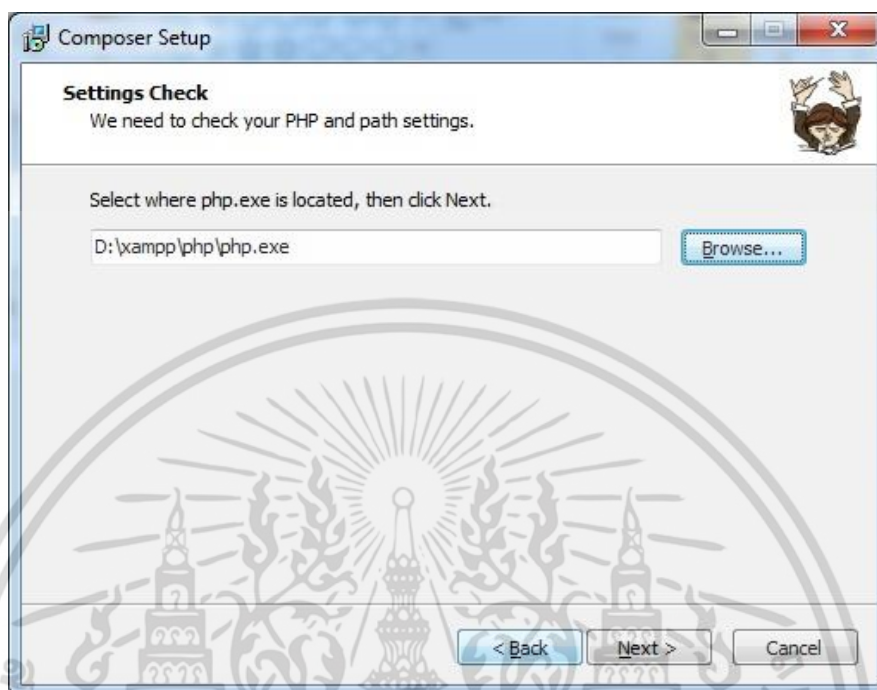 Composer Setup
Settings Check
We need to check your PHP and path settings.
Select where php.exe is located, then click Next.
D:\xampp\php\php.exe
Browse...
< Back
Next >
Cancel